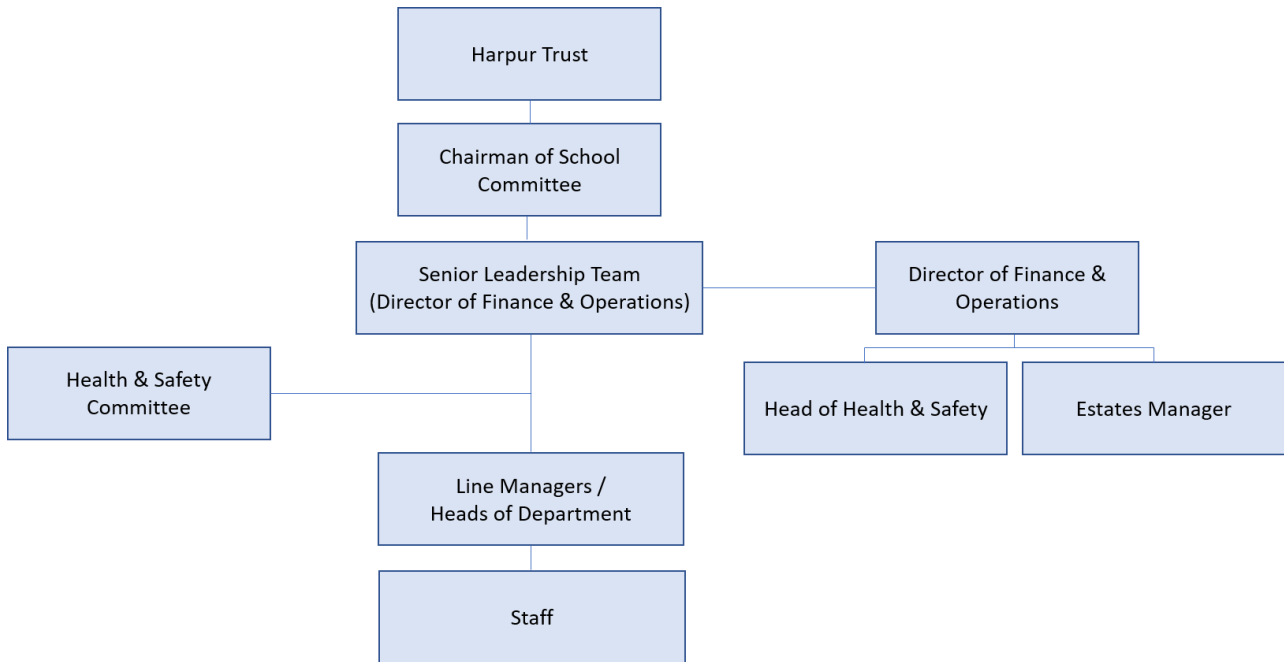 Harpur Trust
Chairman of School
Committee
Senior Leadership Team
(Director of Finance & Operations)
Director of Finance &
Operations
Health & Safety
Committee
Head of Health & Safety
Estates Manager
Line Managers /
Heads of Department
Staff